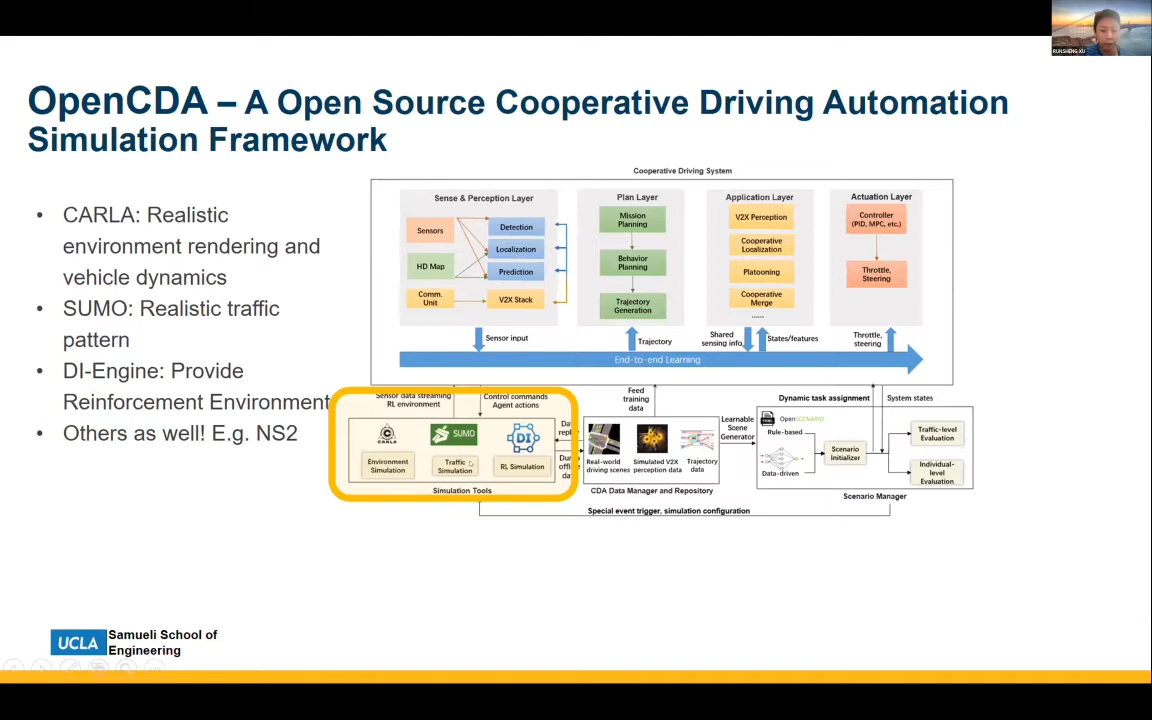 RUNSHENG XU
OpenCDA – A Open Source Cooperative Driving Automation
Simulation Framework
• CARLA: Realistic
environment rendering and
vehicle dynamics
• SUMO: Realistic traffic
pattern
• DI-Engine: Provide
Reinforcement Environment
• Others as well! E.g. NS2
Cooperative Driving System
Sense & Perception Layer
Sensors
HD Map
Comm.
Unit
Detection
Localization
Prediction
V2X Stack
Plan Layer
Mission
Planning
Behavior
Planning
Trajectory
Generation
Application Layer
V2X Perception
Cooperative
Localization
Platooning
Cooperative
Merge
......
Actuation Layer
Controller
(PID, MPC, etc.)
Throttle,
Steering
Sensor input
Trajectory
Shared
sensing info
States/features
Throttle,
steering
End-to-end Learning
Sensor data streaming
RL environment
Control commands
Agent actions
Feed
training
data
Dynamic task assignment
System states
CARLA
SUMO
DI
Environment
Simulation
Traffic
Simulation
RL Simulation
Simulation Tools
Real-world
driving scenes
Simulated V2X
perception data
Trajectory
data
CDA Data Manager and Repository
Learnable
Scene
Generator
OpenSCENARIO
Rule-based
Data-driven
Scenario
Initializer
Traffic-level
Evaluation
Individual-
level
Evaluation
Scenario Manager
Special event trigger, simulation configuration
UCLA
Samueli School of
Engineering